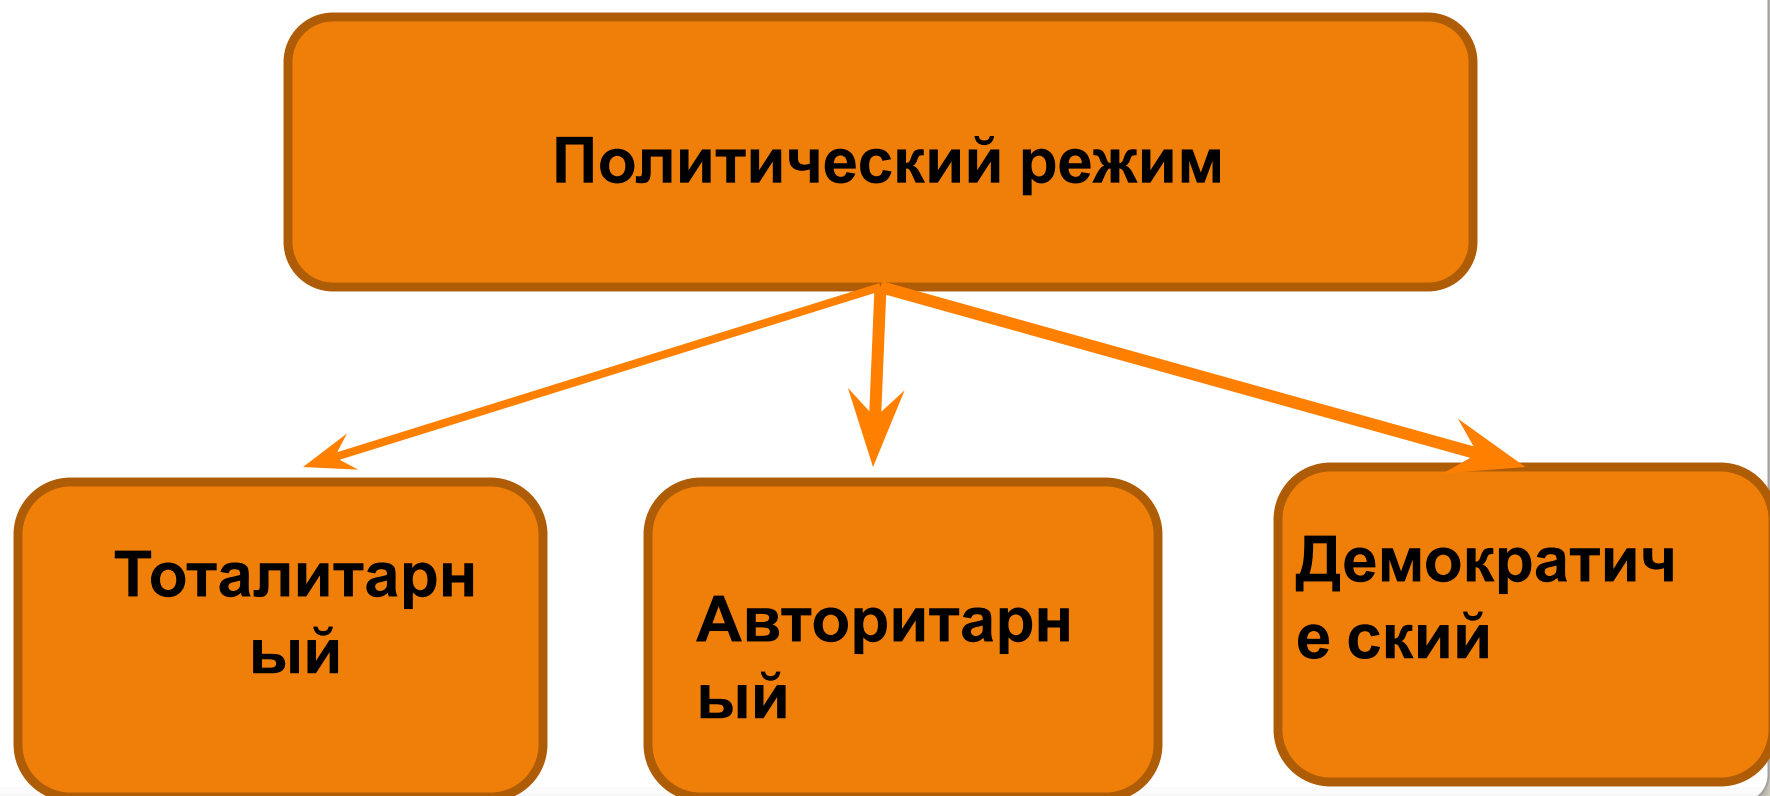 Политический режим
Тоталитарн
ый
Авторитарн
ый
Демократич
е ский